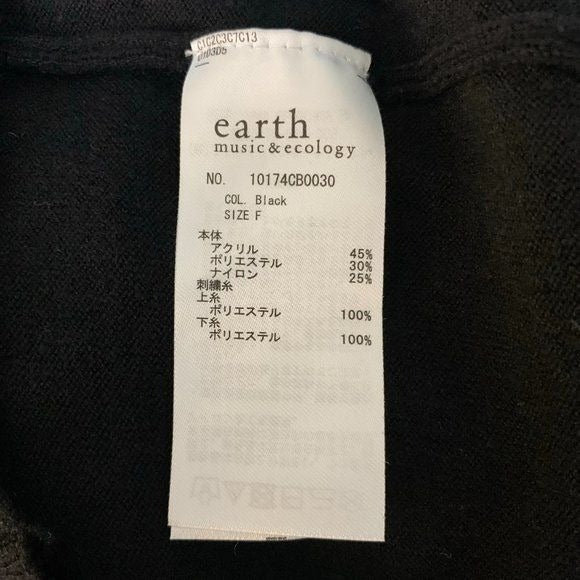 C1C2C3C7C13
earth
music&ecology
NO. 10174CB0030
COL. Black
SIZE F
本体
アクリル 45%
ポリエステル 30%
ナイロン 25%
刺繍糸
上糸
ポリエステル 100%
下糸
ポリエステル 100%